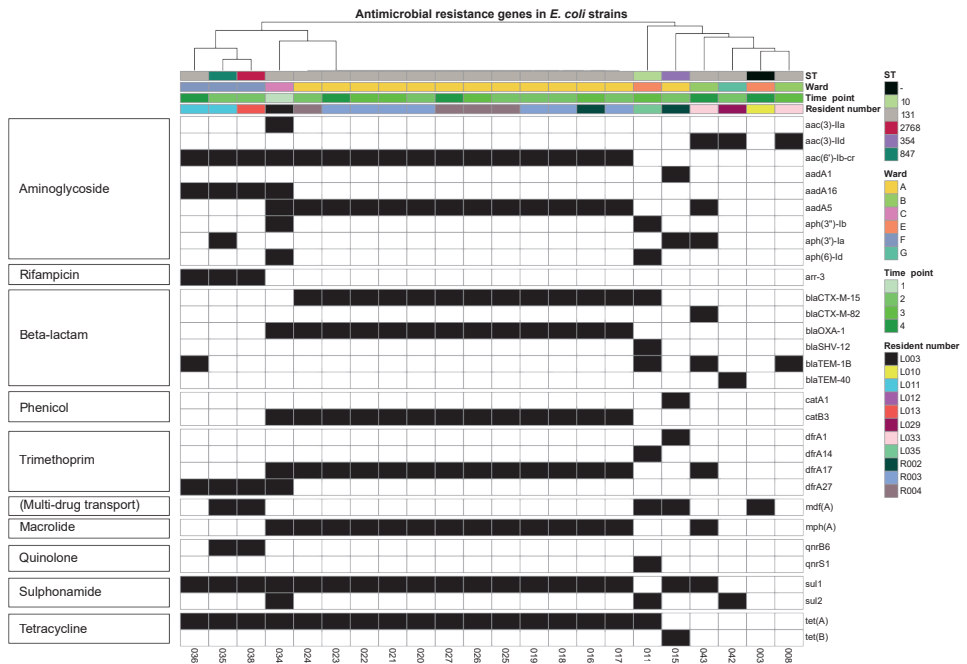 Antimicrobial resistance genes in E. coli strains
ST
Ward
Time point
Resident number
Aminoglycoside
aac(3)-IIa
aac(3)-IId
aac(6')-Ib-cr
aadA1
aadA16
aadA5
aph(3'')-Ib
aph(3')-Ia
aph(6)-Id
Rifampicin
arr-3
Beta-lactam
blaCTX-M-15
blaCTX-M-82
blaOXA-1
blaSHV-12
blaTEM-1B
blaTEM-40
Phenicol
catA1
catB3
Trimethoprim
dfrA1
dfrA14
dfrA17
dfrA27
(Multi-drug transport)
mdf(A)
Macrolide
mph(A)
Quinolone
qnrB6
qnrS1
Sulphonamide
sul1
sul2
Tetracycline
tet(A)
tet(B)
036 035 038 034 024 023 022 021 020 027 026 025 019 018 016 017 011 015 043 042 003 008
ST
-
10
131
2768
354
847
Ward
A
B
C
E
F
G
Time point
1
2
3
4
Resident number
L003
L010
L011
L012
L013
L029
L033
L035
R002
R003
R004